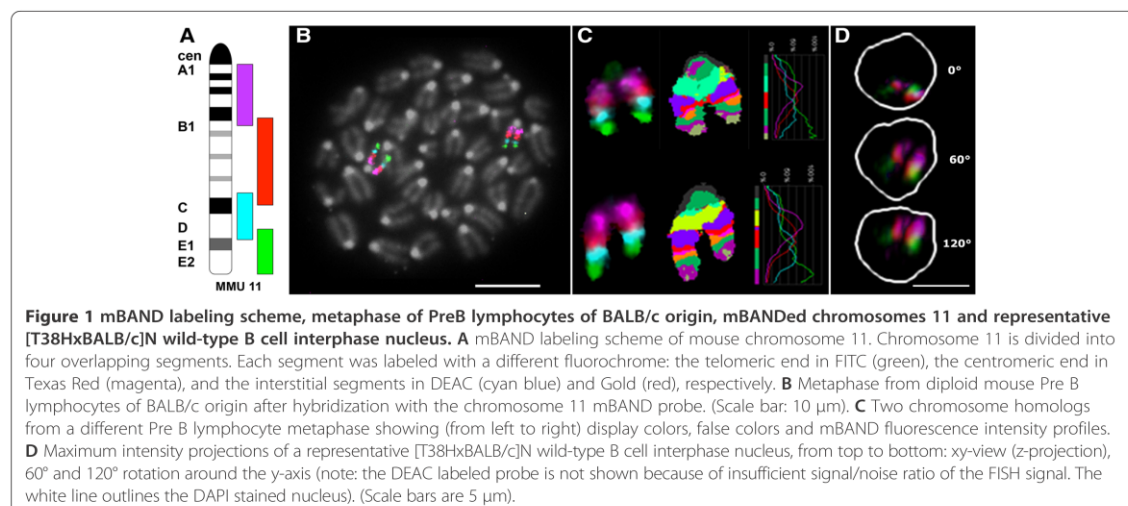 A
B
C
D
cen
A1
B1
C
D
E1
E2
MMU 11
0 %
50 %
100 %
0 %
50 %
100 %
0°
60°
120°
Figure 1 mBAND labeling scheme, metaphase of PreB lymphocytes of BALB/c origin, mBANDed chromosomes 11 and representative
[T38HxBALB/c]N wild-type B cell interphase nucleus. A mBAND labeling scheme of mouse chromosome 11. Chromosome 11 is divided into
four overlapping segments. Each segment was labeled with a different fluorochrome: the telomeric end in FITC (green), the centromeric end in
Texas Red (magenta), and the interstitial segments in DEAC (cyan blue) and Gold (red), respectively. B Metaphase from diploid mouse Pre B
lymphocytes of BALB/c origin after hybridization with the chromosome 11 mBAND probe. (Scale bar: 10 μm). C Two chromosome homologs
from a different Pre B lymphocyte metaphase showing (from left to right) display colors, false colors and mBAND fluorescence intensity profiles.
D Maximum intensity projections of a representative [T38HxBALB/c]N wild-type B cell interphase nucleus, from top to bottom: xy-view (z-projection),
60° and 120° rotation around the y-axis (note: the DEAC labeled probe is not shown because of insufficient signal/noise ratio of the FISH signal. The
white line outlines the DAPI stained nucleus). (Scale bars are 5 μm).